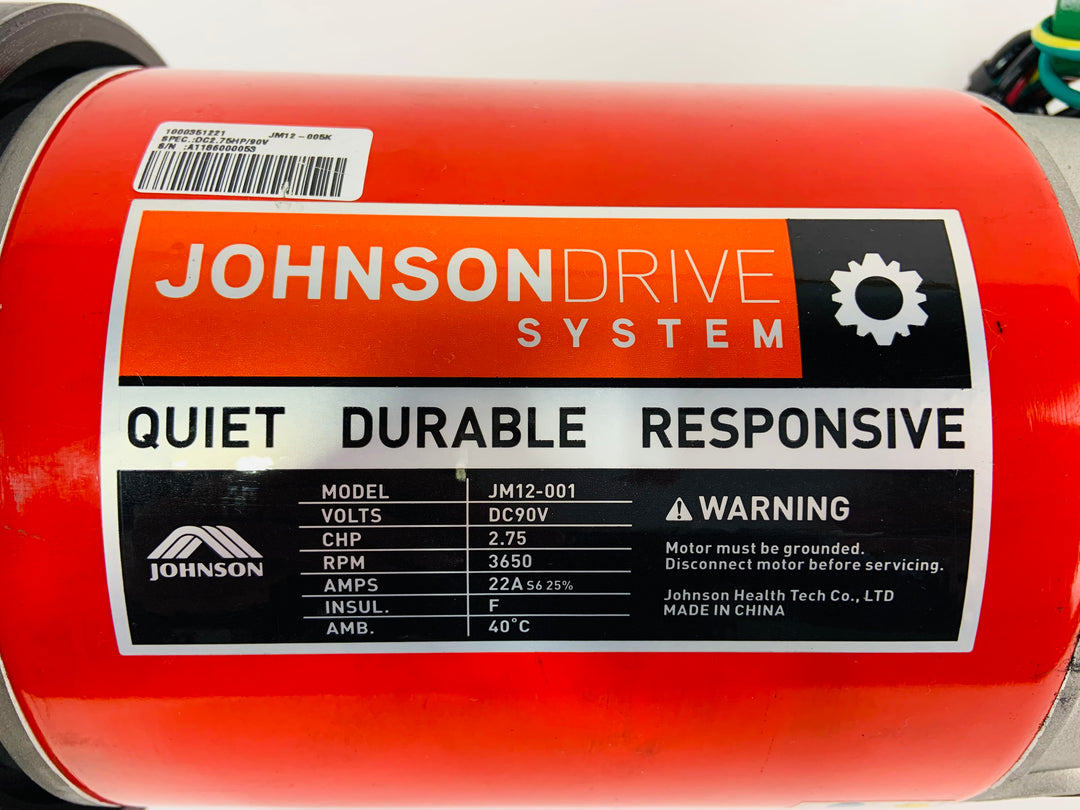 1000351221 JM12-005K
SPEC.:DC2.75HP/90V
S/N :A1186000053
JOHNSONDRIVE
SYSTEM
QUIET DURABLE RESPONSIVE
JOHNSON
MODEL JM12-001
VOLTS DC90V
CHP 2.75
RPM 3650
AMPS 22A S6 25%
INSUL. F
AMB. 40°C
WARNING
Motor must be grounded.
Disconnect motor before servicing.
Johnson Health Tech Co., LTD
MADE IN CHINA